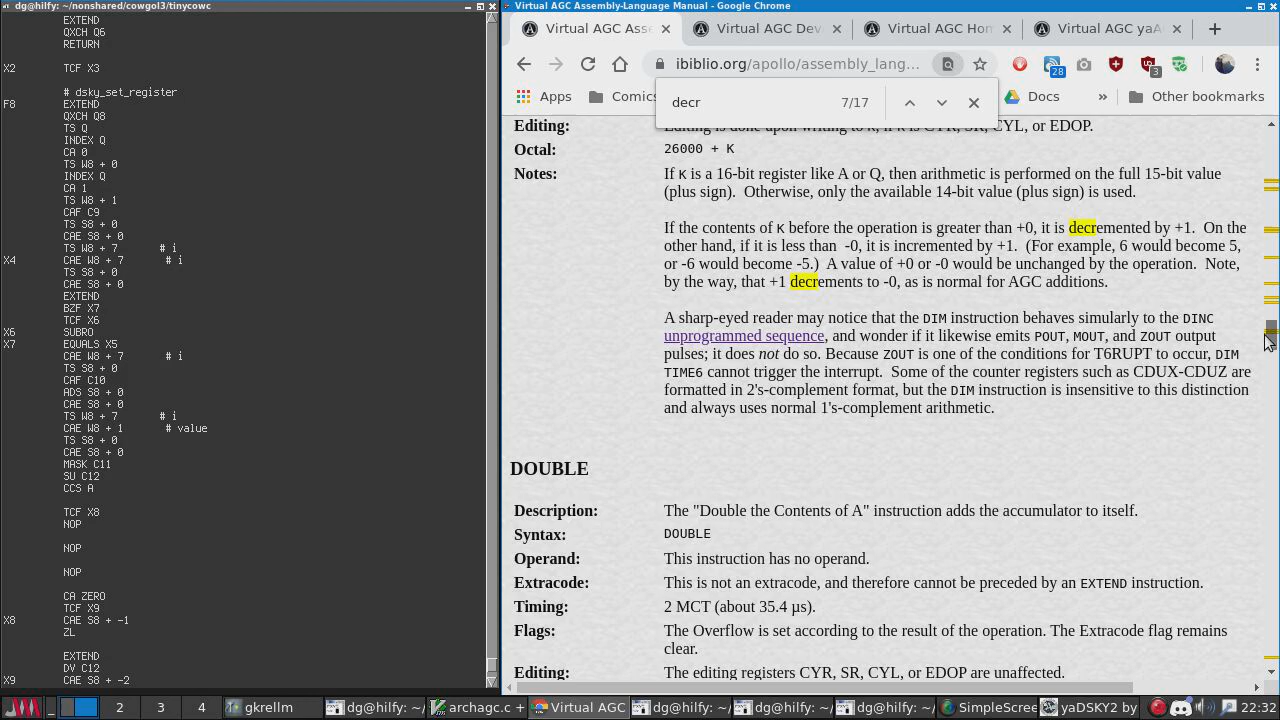 dg@hilfy: ~/nonshared/cowgol3/tinycowc
EXTEND
QXCH Q6
RETURN
X2 TCF X3
# dsky_set_register
F8 EXTEND
QXCH Q8
TS Q
INDEX Q
CA 0
TS W8 + 0
INDEX Q
CA 1
TS W8 + 1
CAF C9
TS S8 + 0
CAE S8 + 0
TS W8 + 7 # i
X4 CAE W8 + 7 # i
TS S8 + 0
CAE S8 + 0
EXTEND
BZF X7
TCF X6
X6 SUBRO
X7 EQUALS X5
CAE W8 + 7 # i
TS S8 + 0
CAF C10
ADS S8 + 0
CAE S8 + 0
TS W8 + 7 # i
CAE W8 + 1 # value
TS S8 + 0
CAE S8 + 0
MASK C11
SU C12
CCS A
TCF X8
NOP
NOP
NOP
CA ZERO
TCF X9
X8 CAE S8 + -1
ZL
EXTEND
DV C12
X9 CAE S8 + -2
Virtual AGC Assembly-Language Manual - Google Chrome
Virtual AGC Asse
Virtual AGC Dev
Virtual AGC Hon
Virtual AGC yaA
ibiblio.org/apollo/assembly_lang...
28
3
Apps
Comics
Docs
Other bookmarks
decr 7/17
Editing: Editing is done upon writing to K, if K is CYR, SR, CYL, or EDOP.
Octal: 26000 + K
Notes: If K is a 16-bit register like A or Q, then arithmetic is performed on the full 15-bit value
(plus sign). Otherwise, only the available 14-bit value (plus sign) is used.
If the contents of K before the operation is greater than +0, it is decremented by +1. On the
other hand, if it is less than -0, it is incremented by +1. (For example, 6 would become 5,
or -6 would become -5.) A value of +0 or -0 would be unchanged by the operation. Note,
by the way, that +1 decrements to -0, as is normal for AGC additions.
A sharp-eyed reader may notice that the DIM instruction behaves simularly to the DINC
unprogrammed sequence, and wonder if it likewise emits POUT, MOUT, and ZOUT output
pulses; it does not do so. Because ZOUT is one of the conditions for T6RUPT to occur, DIM
TIME6 cannot trigger the interrupt. Some of the counter registers such as CDUX-CDUZ are
formatted in 2's-complement format, but the DIM instruction is insensitive to this distinction
and always uses normal 1's-complement arithmetic.
DOUBLE
Description: The "Double the Contents of A" instruction adds the accumulator to itself.
Syntax: DOUBLE
Operand: This instruction has no operand.
Extracode: This is not an extracode, and therefore cannot be preceded by an EXTEND instruction.
Timing: 2 MCT (about 35.4 µs).
Flags: The Overflow is set according to the result of the operation. The Extracode flag remains
clear.
Editing: The editing registers CYR, SR, CYL, or EDOP are unaffected.
2 3 4 gkrellm dg@hilfy: ~/ archagc.c + Virtual AGC dg@hilfy: ~/ dg@hilfy: ~/ dg@hilfy: ~/ SimpleScree yaDSKY2 by 22:32